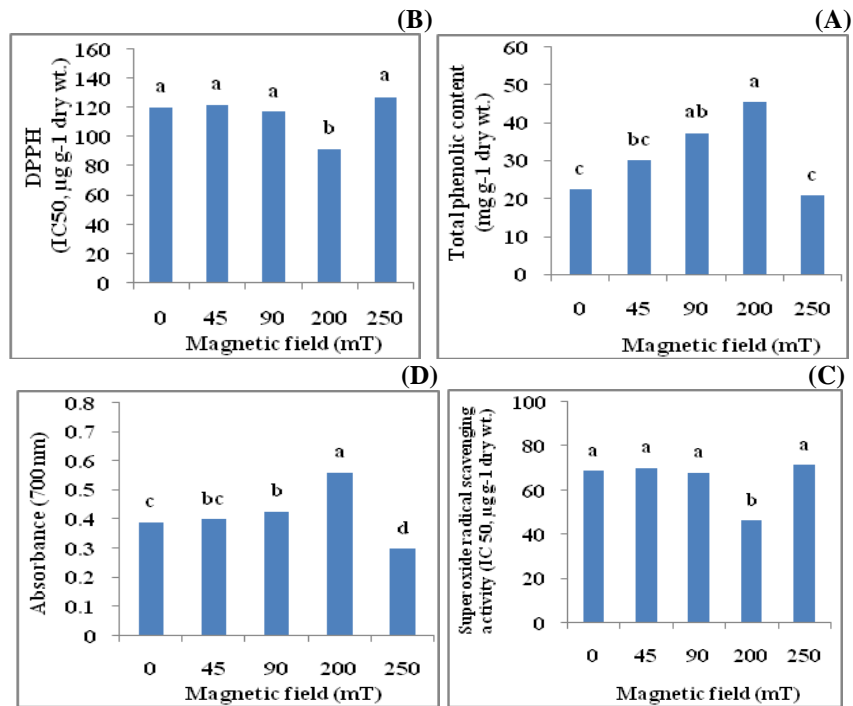 (B)
160
140
120
100
80
60
40
20
0
DPPH
(IC50, µg g-1 dry wt.)
a a a b a
0 45 90 200 250
Magnetic field (mT)
(A)
60
50
40
30
20
10
0
Total phenolic content
(mg g-1 dry wt.)
c bc ab a c
0 45 90 200 250
Magnetic field (mT)
(D)
0.8
0.7
0.6
0.5
0.4
0.3
0.2
0.1
0
Absorbance (700nm)
c bc b a d
0 45 90 200 250
Magnetic field (mT)
(C)
100
80
60
40
20
0
Superoxide radical scavenging
activity (IC 50, µg g-1 dry wt.)
a a a b a
0 45 90 200 250
Magnetic field (mT)